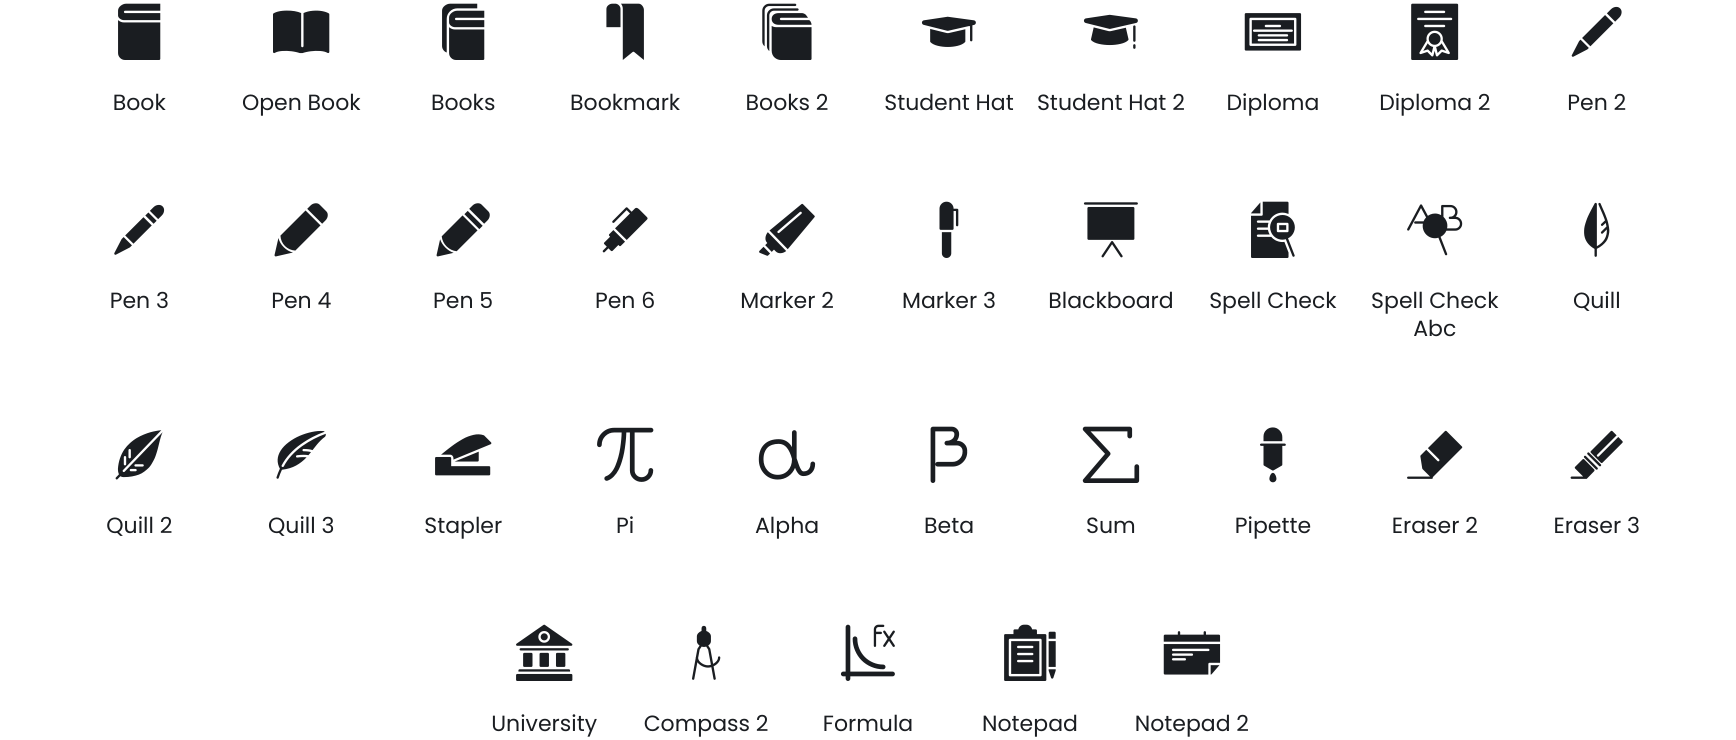 Book
Open Book
Books
Bookmark
Books 2
Student Hat
Student Hat 2
Diploma
Diploma 2
Pen 2
Pen 3
Pen 4
Pen 5
Pen 6
Marker 2
Marker 3
Blackboard
Spell Check
A B
Spell Check
Abc
Quill
Quill 2
Quill 3
Stapler
π
Pi
α
Alpha
β
Beta
Σ
Sum
Pipette
Eraser 2
Eraser 3
University
Compass 2
fx
Formula
Notepad
Notepad 2